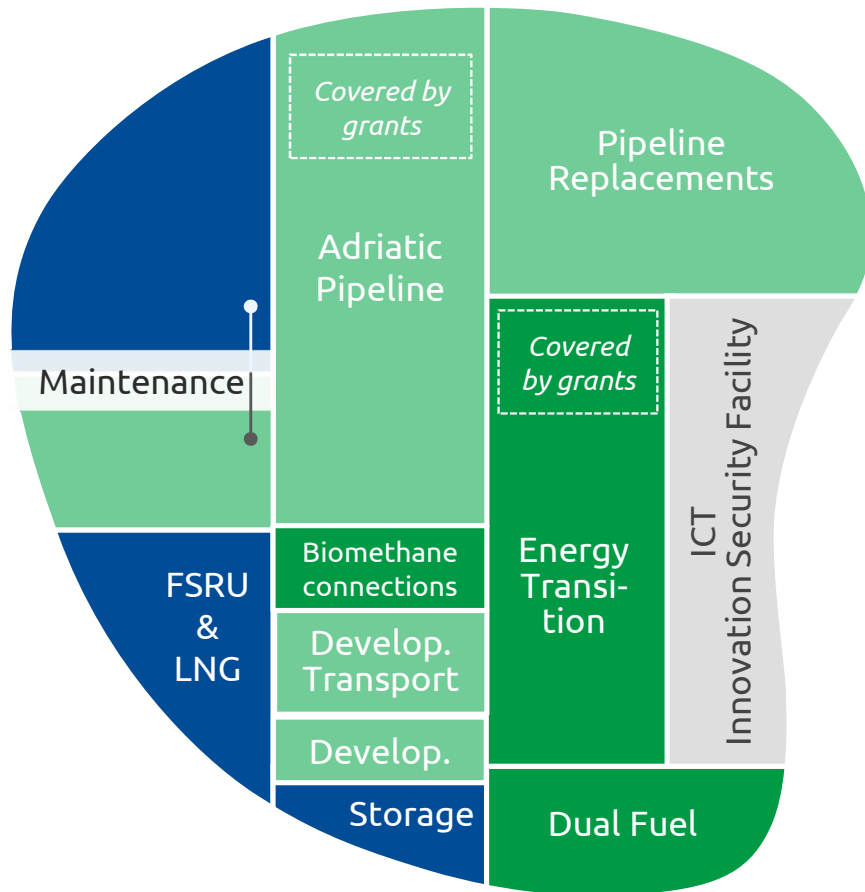 Covered by
grants
Adriatic
Pipeline
Pipeline
Replacements
Maintenance
Covered
by grants
Energy
Transi-
tion
ICT
Innovation Security Facility
FSRU
&
LNG
Biomethane
connections
Develop.
Transport
Develop.
Storage
Dual Fuel